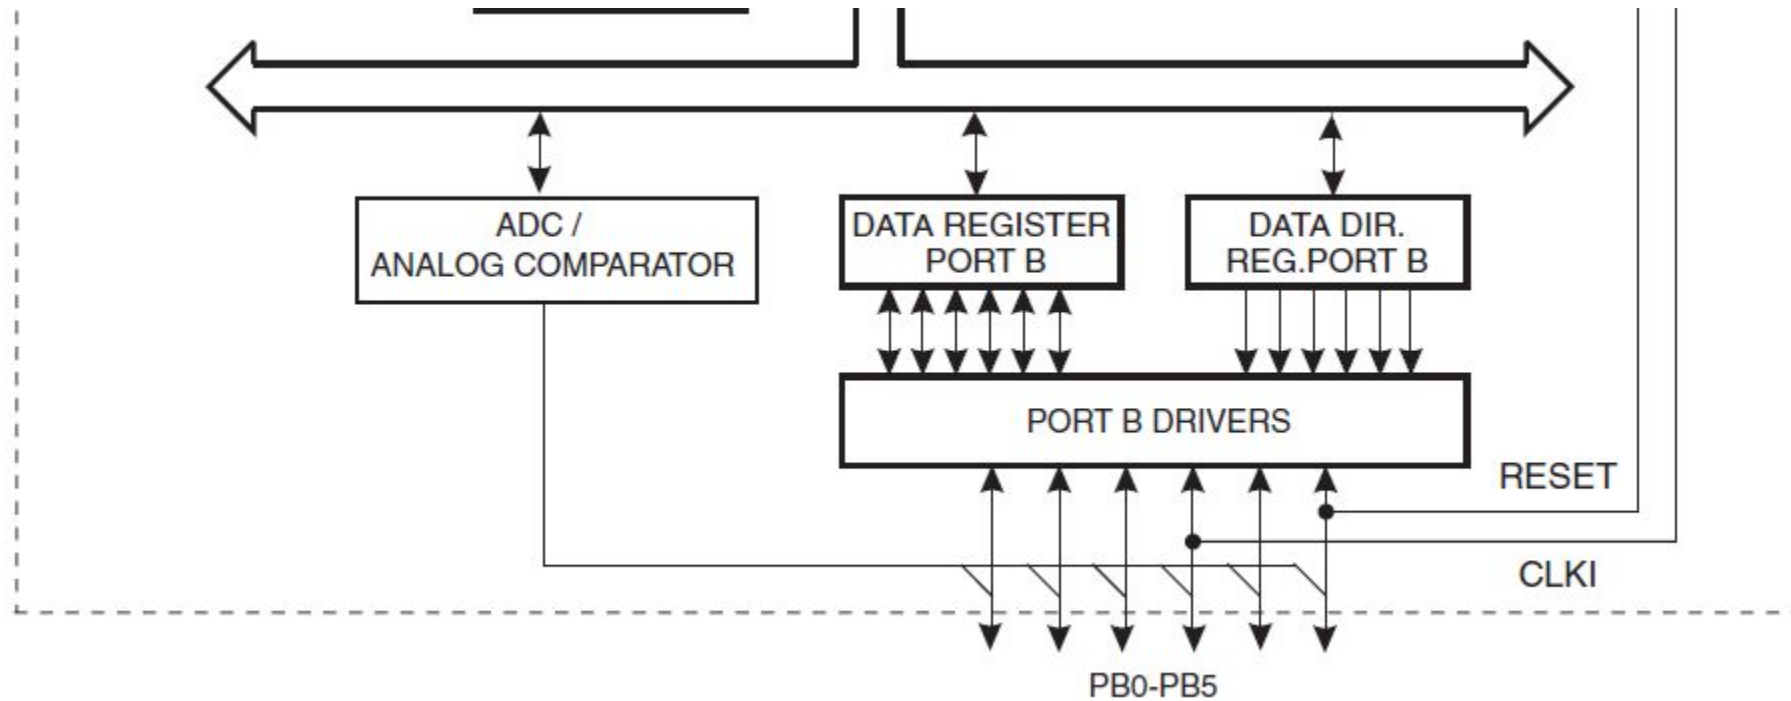 ADC /
ANALOG COMPARATOR
DATA REGISTER
PORT B
DATA DIR.
REG.PORT B
PORT B DRIVERS
RESET
CLKI
PB0-PB5